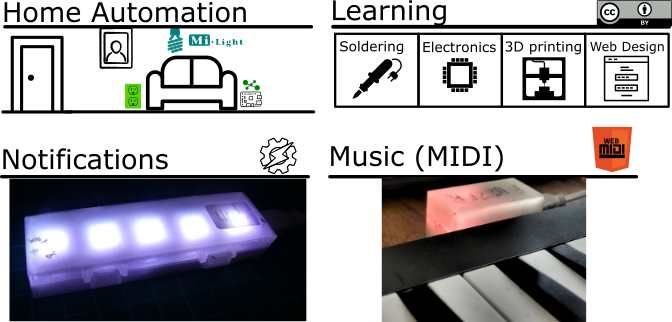 Home Automation
Mi·Light
Learning
cc BY
Soldering
Electronics
3D printing
Web Design
Notifications
Music (MIDI)
WEB
MIDI